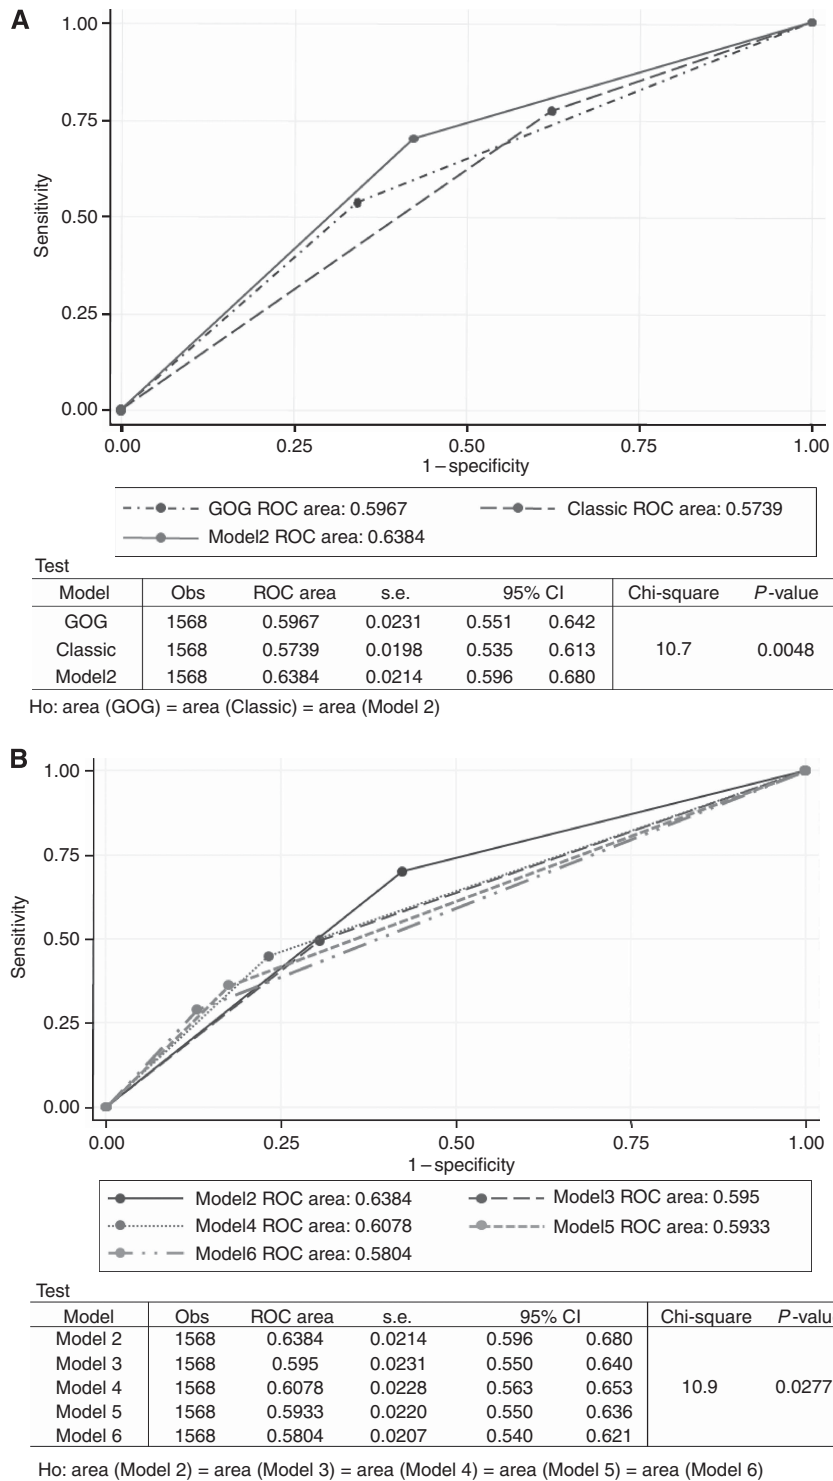 A
1.00
0.75
0.50
0.25
0.00
Sensitivity
0.00 0.25 0.50 0.75 1.00
1 – specificity
GOG ROC area: 0.5967 Classic ROC area: 0.5739
Model2 ROC area: 0.6384
Test
Model Obs ROC area s.e. 95% CI Chi-square P-value
GOG 1568 0.5967 0.0231 0.551 0.642
Classic 1568 0.5739 0.0198 0.535 0.613 10.7 0.0048
Model2 1568 0.6384 0.0214 0.596 0.680
Ho: area (GOG) = area (Classic) = area (Model 2)
B
1.00
0.75
0.50
0.25
0.00
Sensitivity
0.00 0.25 0.50 0.75 1.00
1 – specificity
Model2 ROC area: 0.6384 Model3 ROC area: 0.595
Model4 ROC area: 0.6078 Model5 ROC area: 0.5933
Model6 ROC area: 0.5804
Test
Model Obs ROC area s.e. 95% CI Chi-square P-valu
Model 2 1568 0.6384 0.0214 0.596 0.680
Model 3 1568 0.595 0.0231 0.550 0.640
Model 4 1568 0.6078 0.0228 0.563 0.653 10.9 0.0277
Model 5 1568 0.5933 0.0220 0.550 0.636
Model 6 1568 0.5804 0.0207 0.540 0.621
Ho: area (Model 2) = area (Model 3) = area (Model 4) = area (Model 5) = area (Model 6)